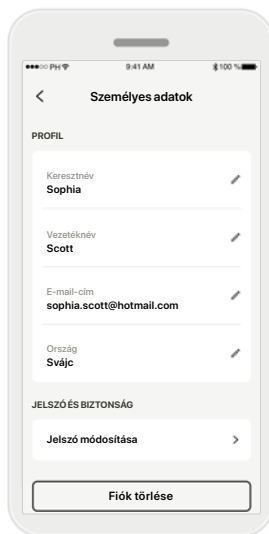 PH 9:41 AM 100 %
Személyes adatok
PROFIL
Keresztnév
Sophia
Vezetéknév
Scott
E-mail-cím
sophia.scott@hotmail.com
Ország
Svájc
JELSZÓ ÉS BIZTONSÁG
Jelszó módosítása
Fiók törlése